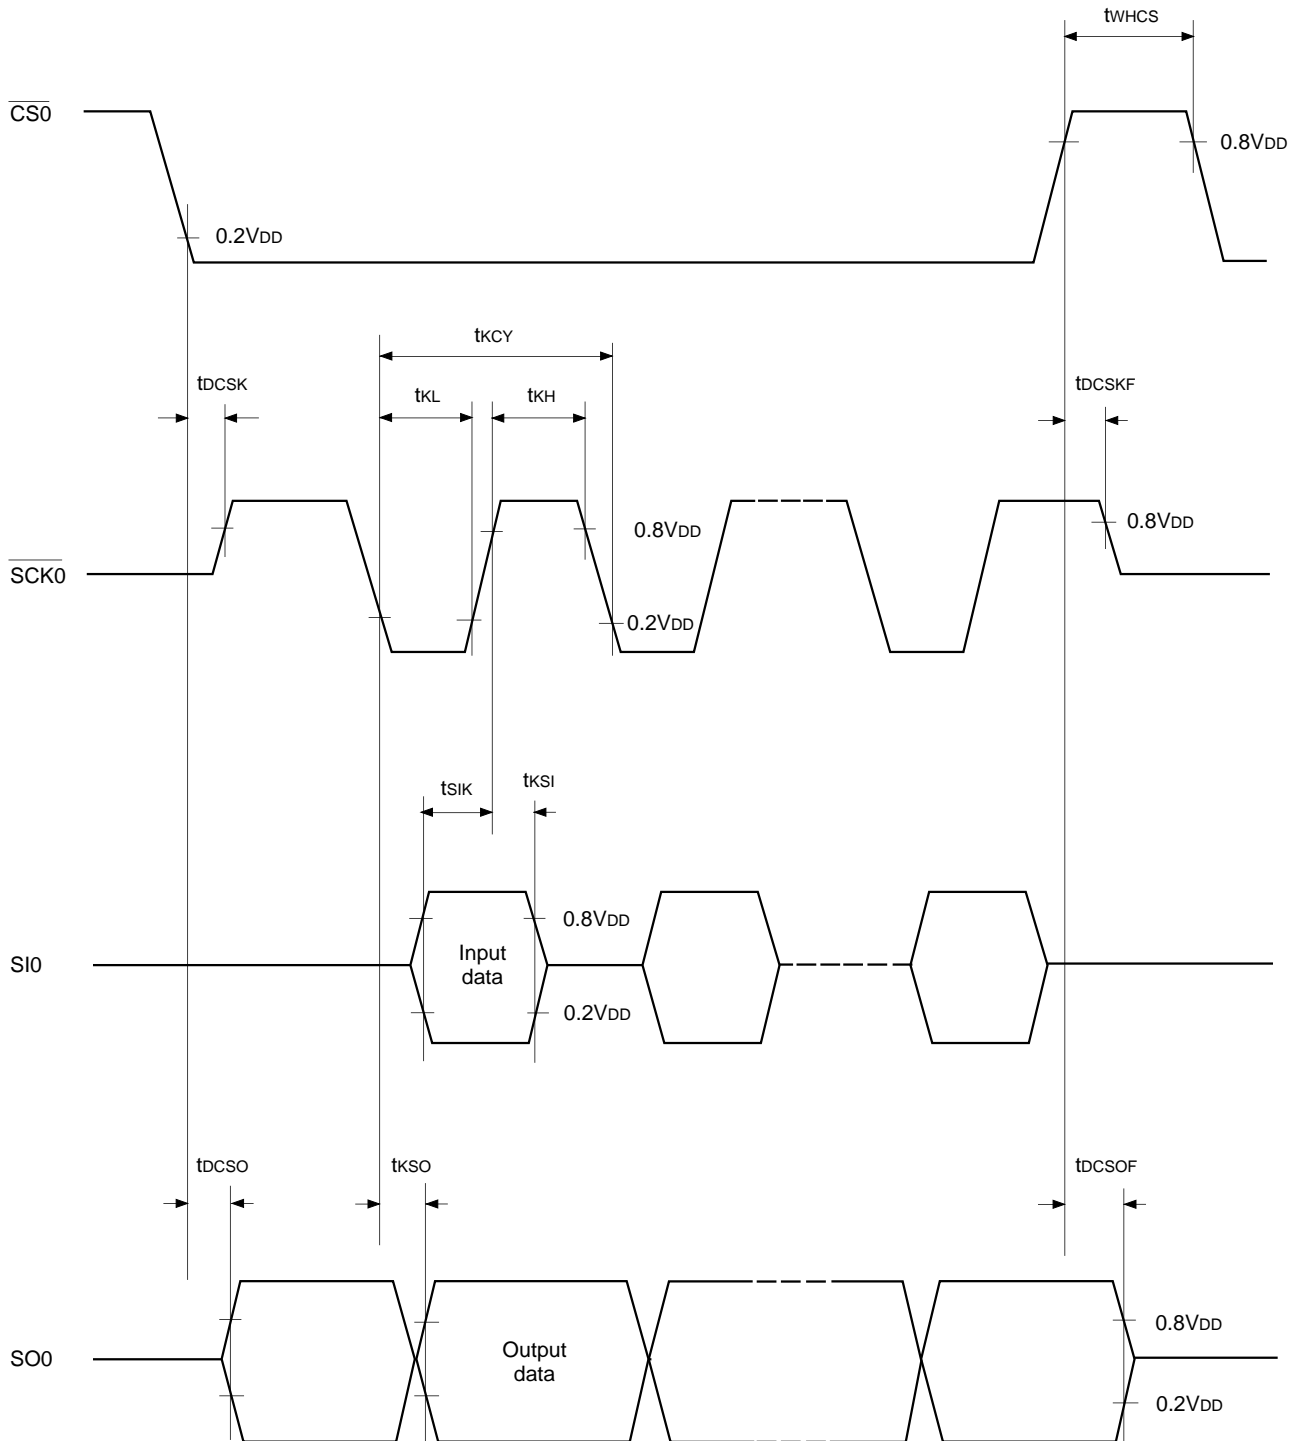 tWHCS
CS0
0.8VDD
0.2VDD
tKCY
tDCSK
tKL
tKH
tDCSKF
0.8VDD
0.8VDD
SCK0
0.2VDD
tSIK
tKSI
0.8VDD
Input
data
SI0
0.2VDD
tDCSO
tKSO
tDCSOF
0.8VDD
SO0
Output
data
0.2VDD